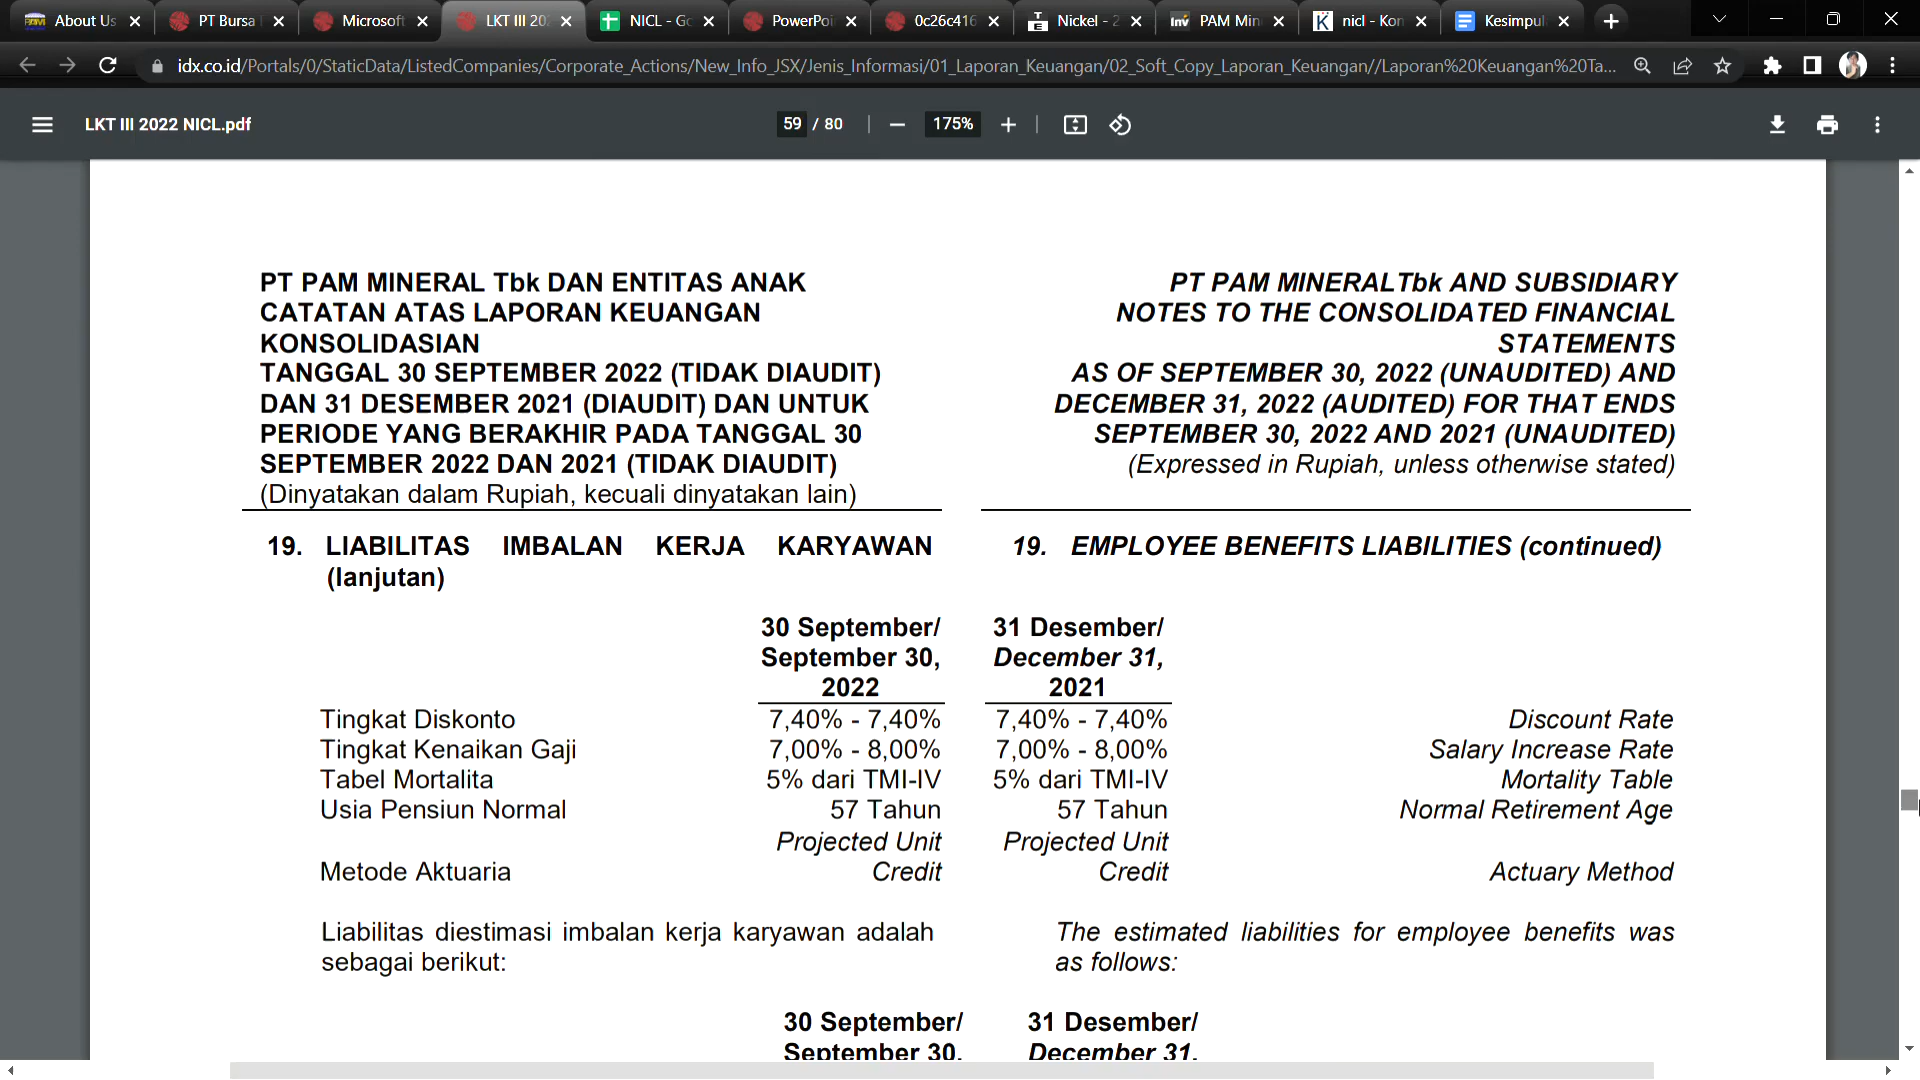 About Us
PT Bursa
Microsoft
LKT III 202
NICL - Go
PowerPoi
0c26c416
Nickel - 2
PAM Min
nicl - Kon
Kesimpul
idx.co.id/Portals/0/StaticData/ListedCompanies/Corporate_Actions/New_Info_JSX/Jenis_Informasi/01_Laporan_Keuangan/02_Soft_Copy_Laporan_Keuangan//Laporan%20Keuangan%20Ta...
LKT III 2022 NICL.pdf
59 / 80
175%
PT PAM MINERAL Tbk DAN ENTITAS ANAK
CATATAN ATAS LAPORAN KEUANGAN
KONSOLIDASIAN
TANGGAL 30 SEPTEMBER 2022 (TIDAK DIAUDIT)
DAN 31 DESEMBER 2021 (DIAUDIT) DAN UNTUK
PERIODE YANG BERAKHIR PADA TANGGAL 30
SEPTEMBER 2022 DAN 2021 (TIDAK DIAUDIT)
(Dinyatakan dalam Rupiah, kecuali dinyatakan lain)
PT PAM MINERALTbk AND SUBSIDIARY
NOTES TO THE CONSOLIDATED FINANCIAL
STATEMENTS
AS OF SEPTEMBER 30, 2022 (UNAUDITED) AND
DECEMBER 31, 2022 (AUDITED) FOR THAT ENDS
SEPTEMBER 30, 2022 AND 2021 (UNAUDITED)
(Expressed in Rupiah, unless otherwise stated)
19. LIABILITAS IMBALAN KERJA KARYAWAN
(lanjutan)
19. EMPLOYEE BENEFITS LIABILITIES (continued)
30 September/ 31 Desember/
September 30, December 31,
2022 2021
Tingkat Diskonto 7,40% - 7,40% 7,40% - 7,40% Discount Rate
Tingkat Kenaikan Gaji 7,00% - 8,00% 7,00% - 8,00% Salary Increase Rate
Tabel Mortalita 5% dari TMI-IV 5% dari TMI-IV Mortality Table
Usia Pensiun Normal 57 Tahun 57 Tahun Normal Retirement Age
Projected Unit Projected Unit
Metode Aktuaria Credit Credit Actuary Method
Liabilitas diestimasi imbalan kerja karyawan adalah
sebagai berikut:
The estimated liabilities for employee benefits was
as follows:
30 September/ 31 Desember/
September 30, December 31,